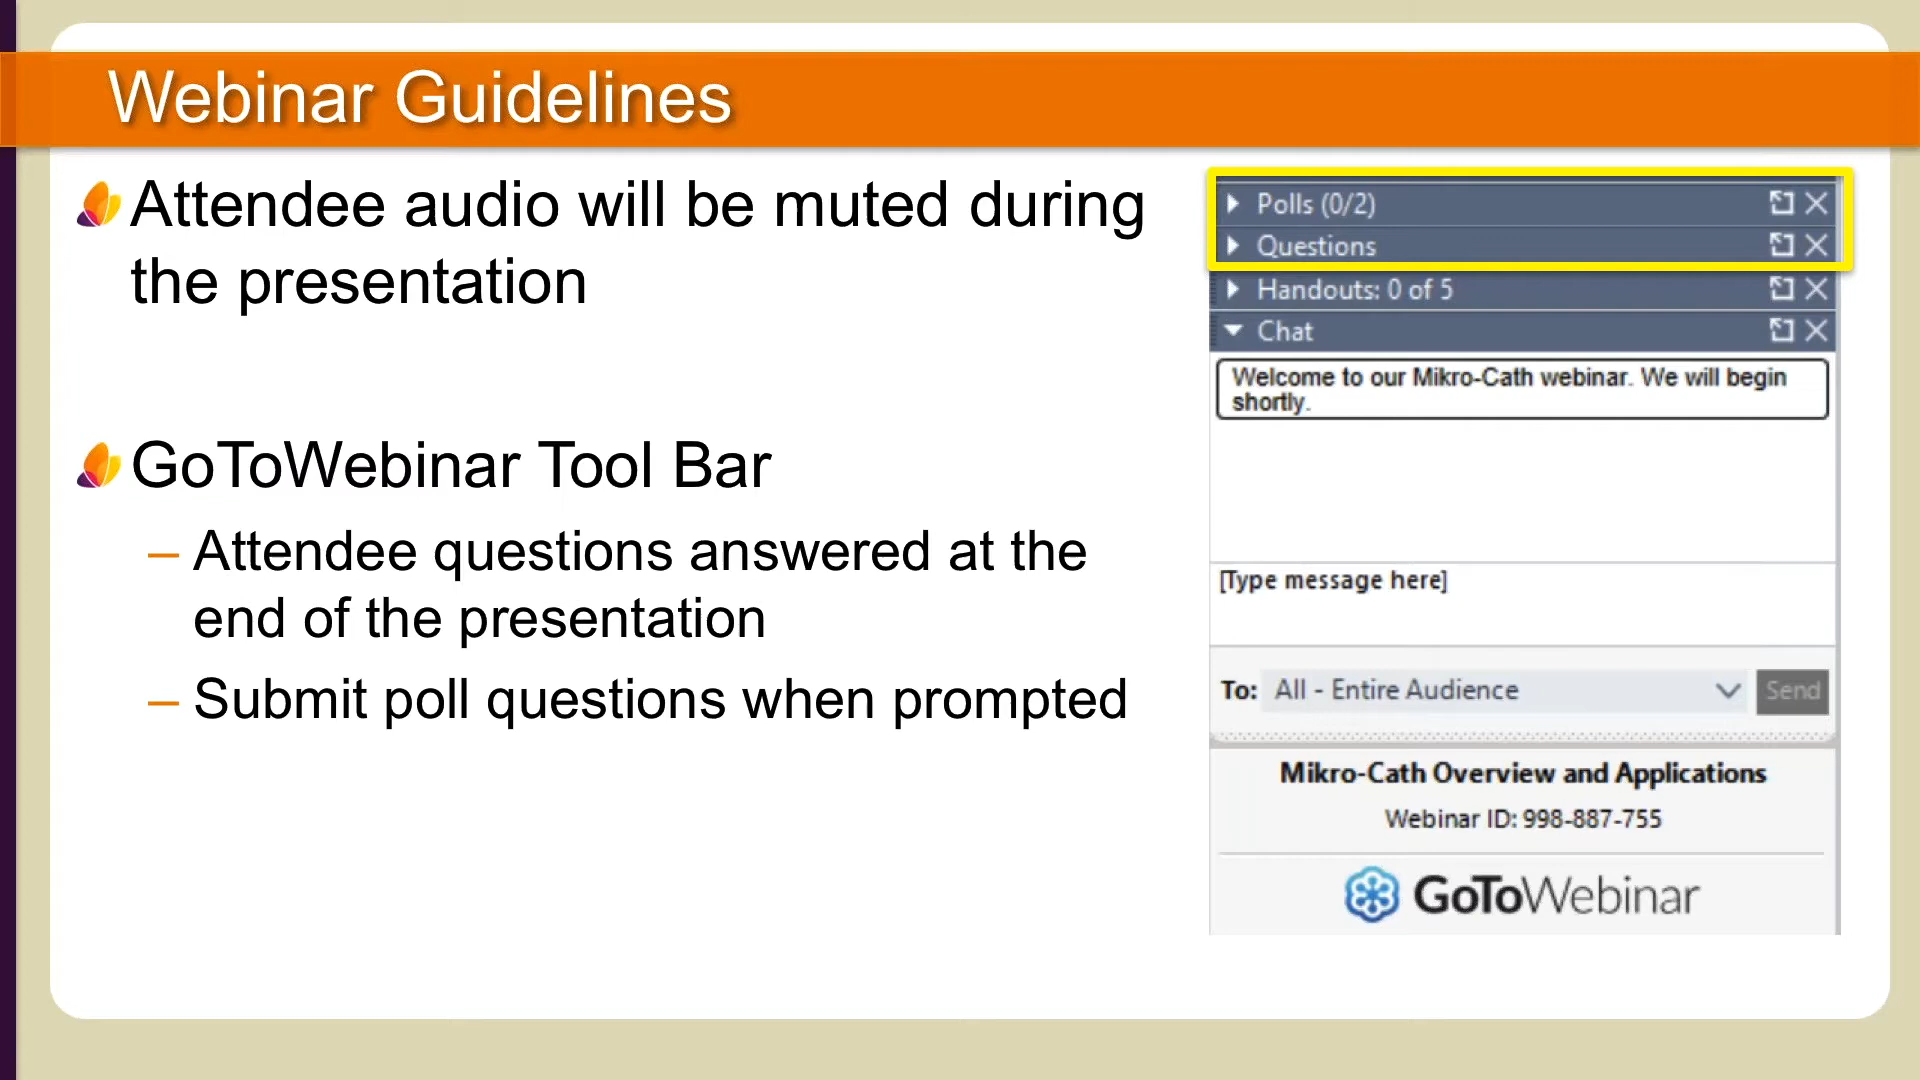 Webinar Guidelines
Attendee audio will be muted during
the presentation
GoToWebinar Tool Bar
– Attendee questions answered at the
end of the presentation
– Submit poll questions when prompted
Polls (0/2)
Questions
Handouts: 0 of 5
Chat
Welcome to our Mikro-Cath webinar. We will begin
shortly.
[Type message here]
To: All - Entire Audience Send
Mikro-Cath Overview and Applications
Webinar ID: 998-887-755
GoToWebinar